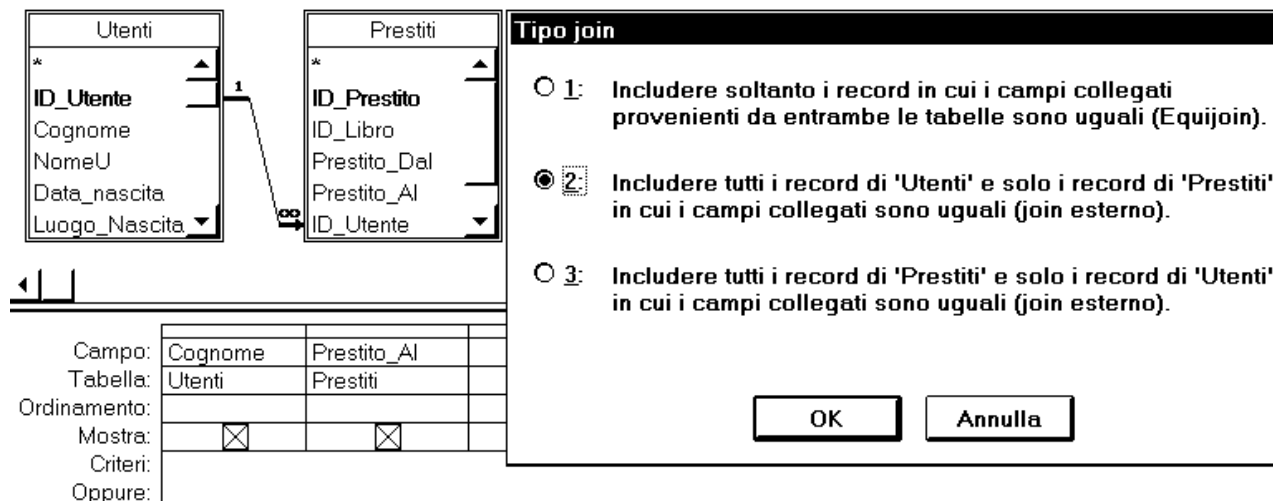 Utenti
*
ID_Utente
Cognome
NomeU
Data_nascita
Luogo_Nascita
1
∞
Prestiti
*
ID_Prestito
ID_Libro
Prestito_Dal
Prestito_Al
ID_Utente
Tipo join
1: Includere soltanto i record in cui i campi collegati
provenienti da entrambe le tabelle sono uguali (Equijoin).
2: Includere tutti i record di 'Utenti' e solo i record di 'Prestiti'
in cui i campi collegati sono uguali (join esterno).
3: Includere tutti i record di 'Prestiti' e solo i record di 'Utenti'
in cui i campi collegati sono uguali (join esterno).
OK Annulla
Campo: Cognome Prestito_Al
Tabella: Utenti Prestiti
Ordinamento:
Mostra:
Criteri:
Oppure: